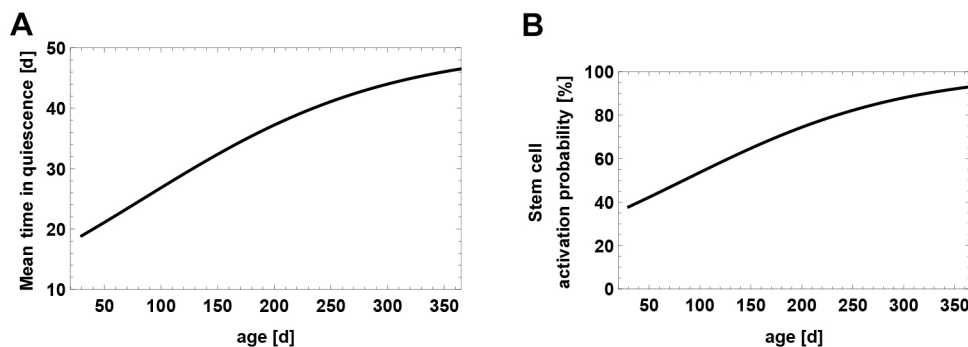 A
Mean time in quiescence [d]
50
40
30
20
10
50 100 150 200 250 300 350
age [d]
B
Stem cell
activation probability [%]
100
80
60
40
20
0
50 100 150 200 250 300 350
age [d]